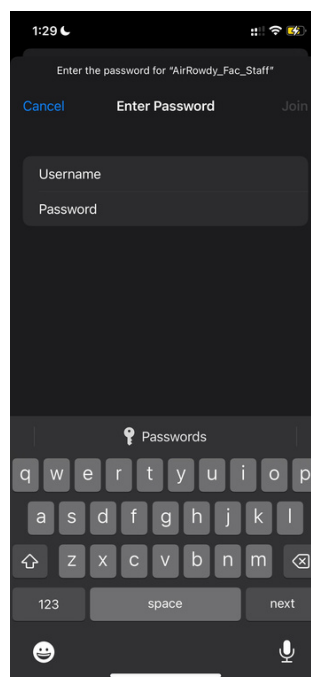 1:29
Enter the password for “AirRowdy_Fac_Staff”
Cancel Enter Password Join
Username
Password
Passwords
q w e r t y u i o p
a s d f g h j k l
z x c v b n m
123 space next